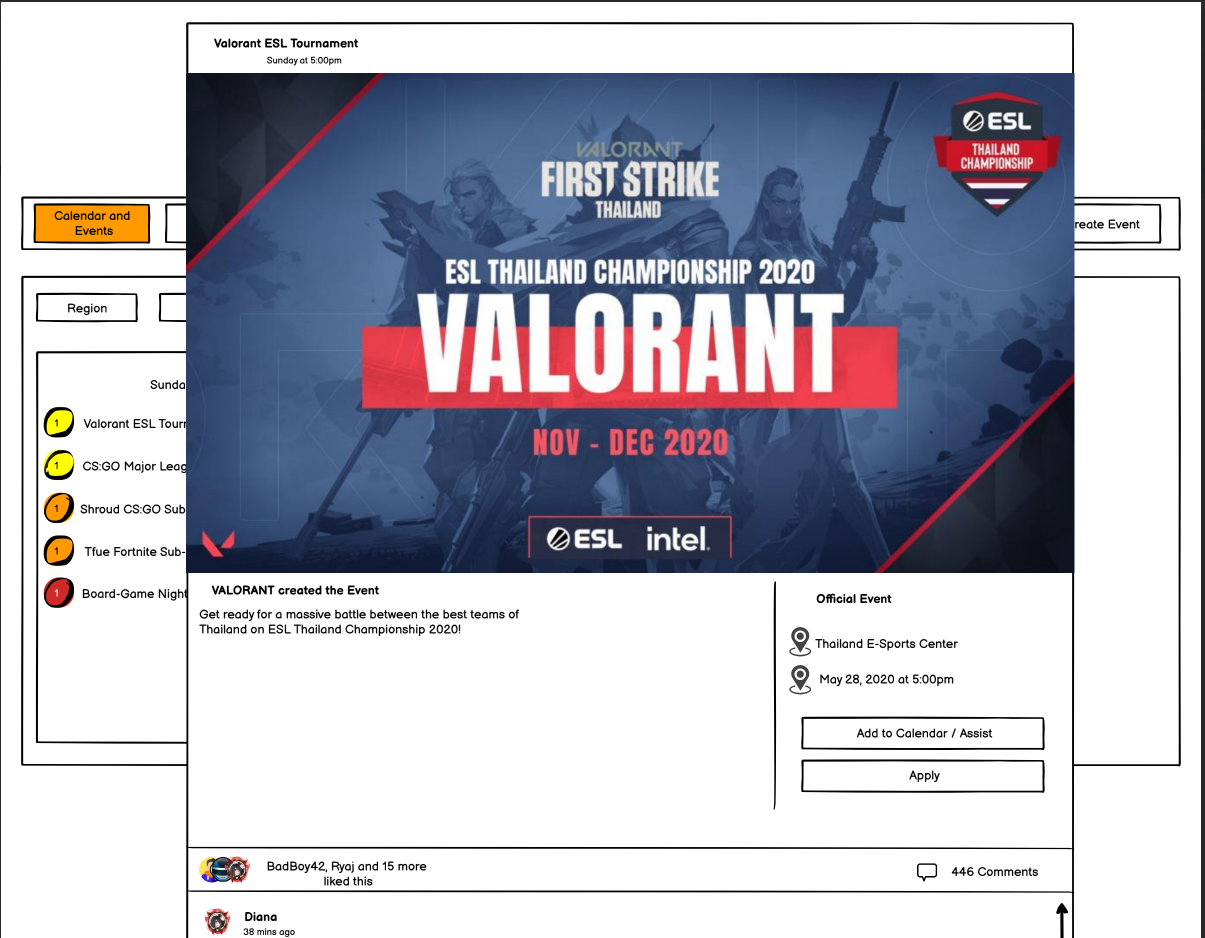 Valorant ESL Tournament
Sunday at 5:00pm
VALORANT
FIRST STRIKE
THAILAND
ESL
THAILAND
CHAMPIONSHIP
ESL THAILAND CHAMPIONSHIP 2020
VALORANT
NOV - DEC 2020
ESL intel.
Calendar and
Events
reate Event
Region
Sunda
1 Valorant ESL Tourr
1 CS:GO Major Leag
1 Shroud CS:GO Sub
1 Tfue Fortnite Sub-
1 Board-Game Night
VALORANT created the Event
Get ready for a massive battle between the best teams of
Thailand on ESL Thailand Championship 2020!
Official Event
Thailand E-Sports Center
May 28, 2020 at 5:00pm
Add to Calendar / Assist
Apply
BadBoy42, Ryaj and 15 more
liked this
446 Comments
Diana
38 mins ago